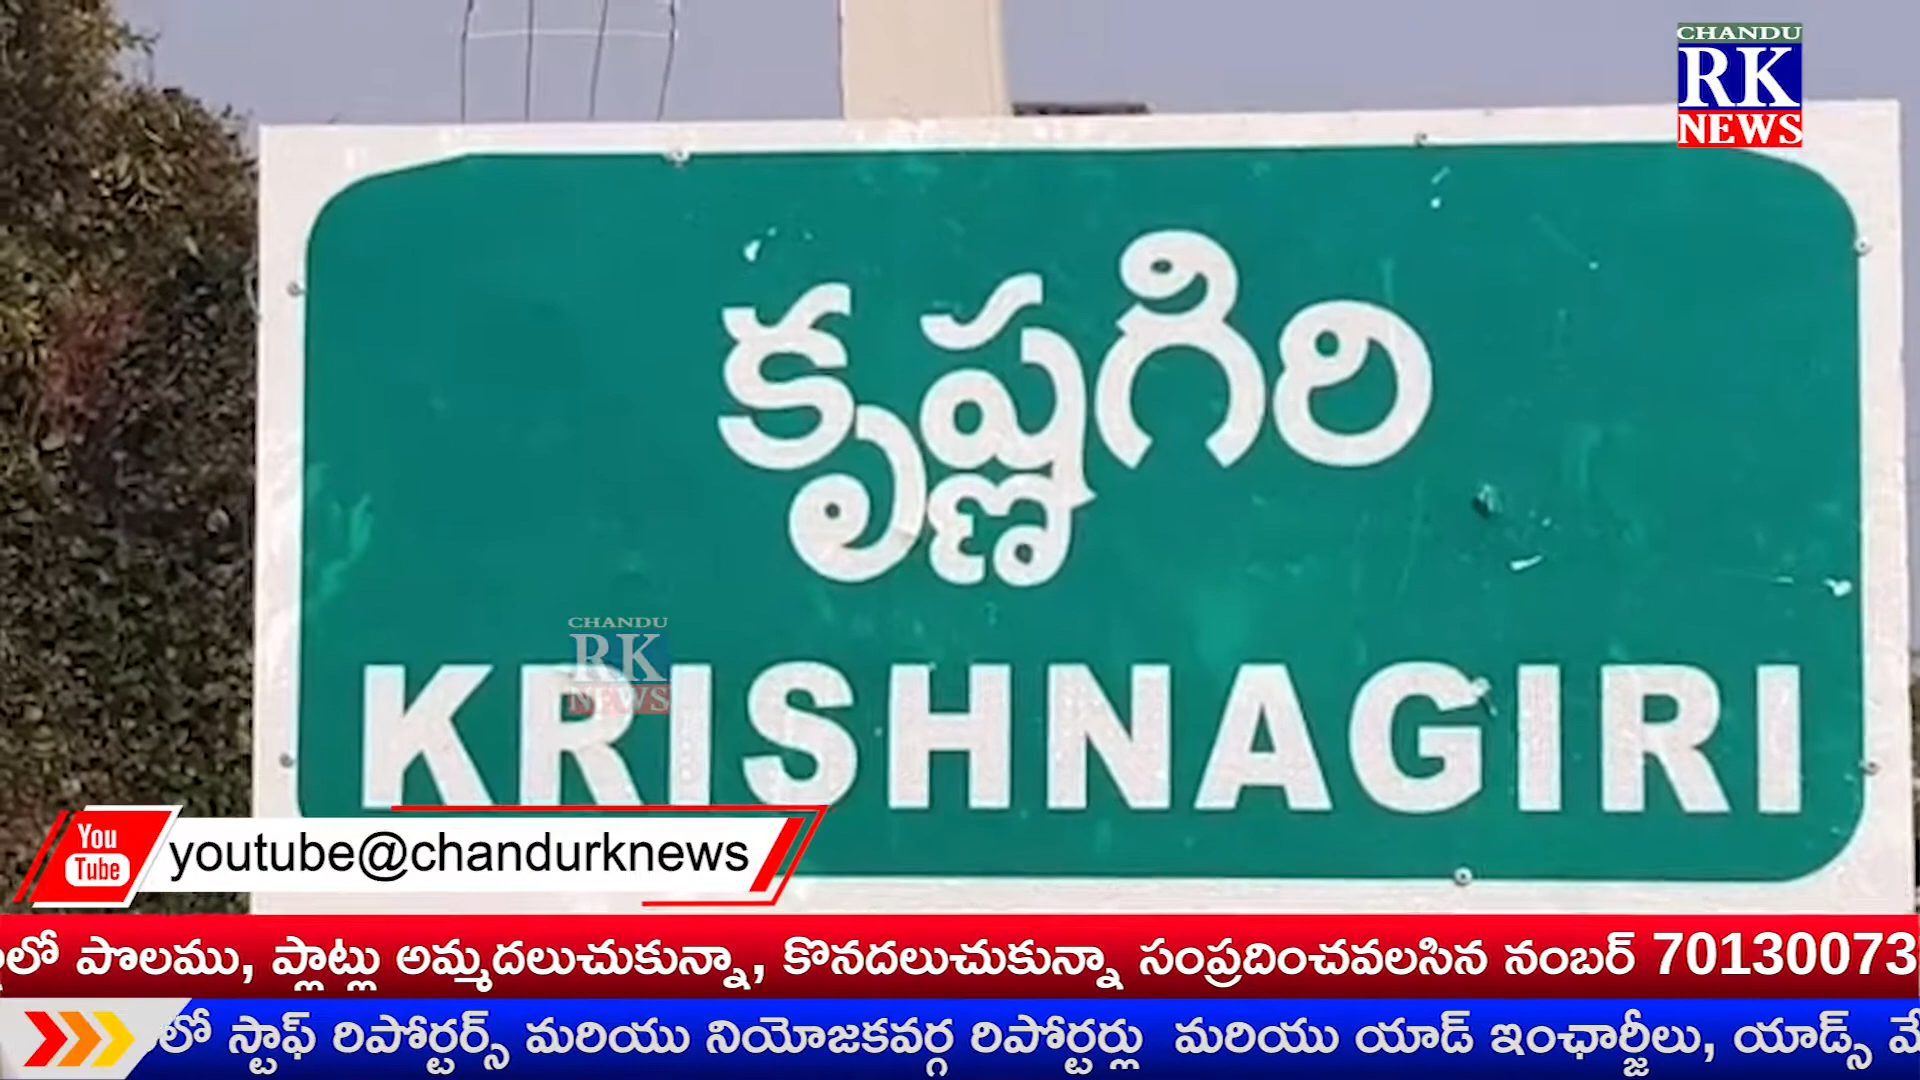 CHANDU
RK
NEWS
కృష్ణగిరి
CHANDU
RK
NEWS
KRISHNAGIRI
You
Tube
youtube@chandurknews
పొలము, ప్లాట్లు అమ్మదలుచుకున్నా, కొనదలుచుకున్నా సంప్రదించవలసిన నంబర్ 70130073
స్టాఫ్ రిపోర్టర్స్ మరియు నియోజకవర్గ రిపోర్టర్లు మరియు యాడ్ ఇంఛార్జీలు, యాడ్స్